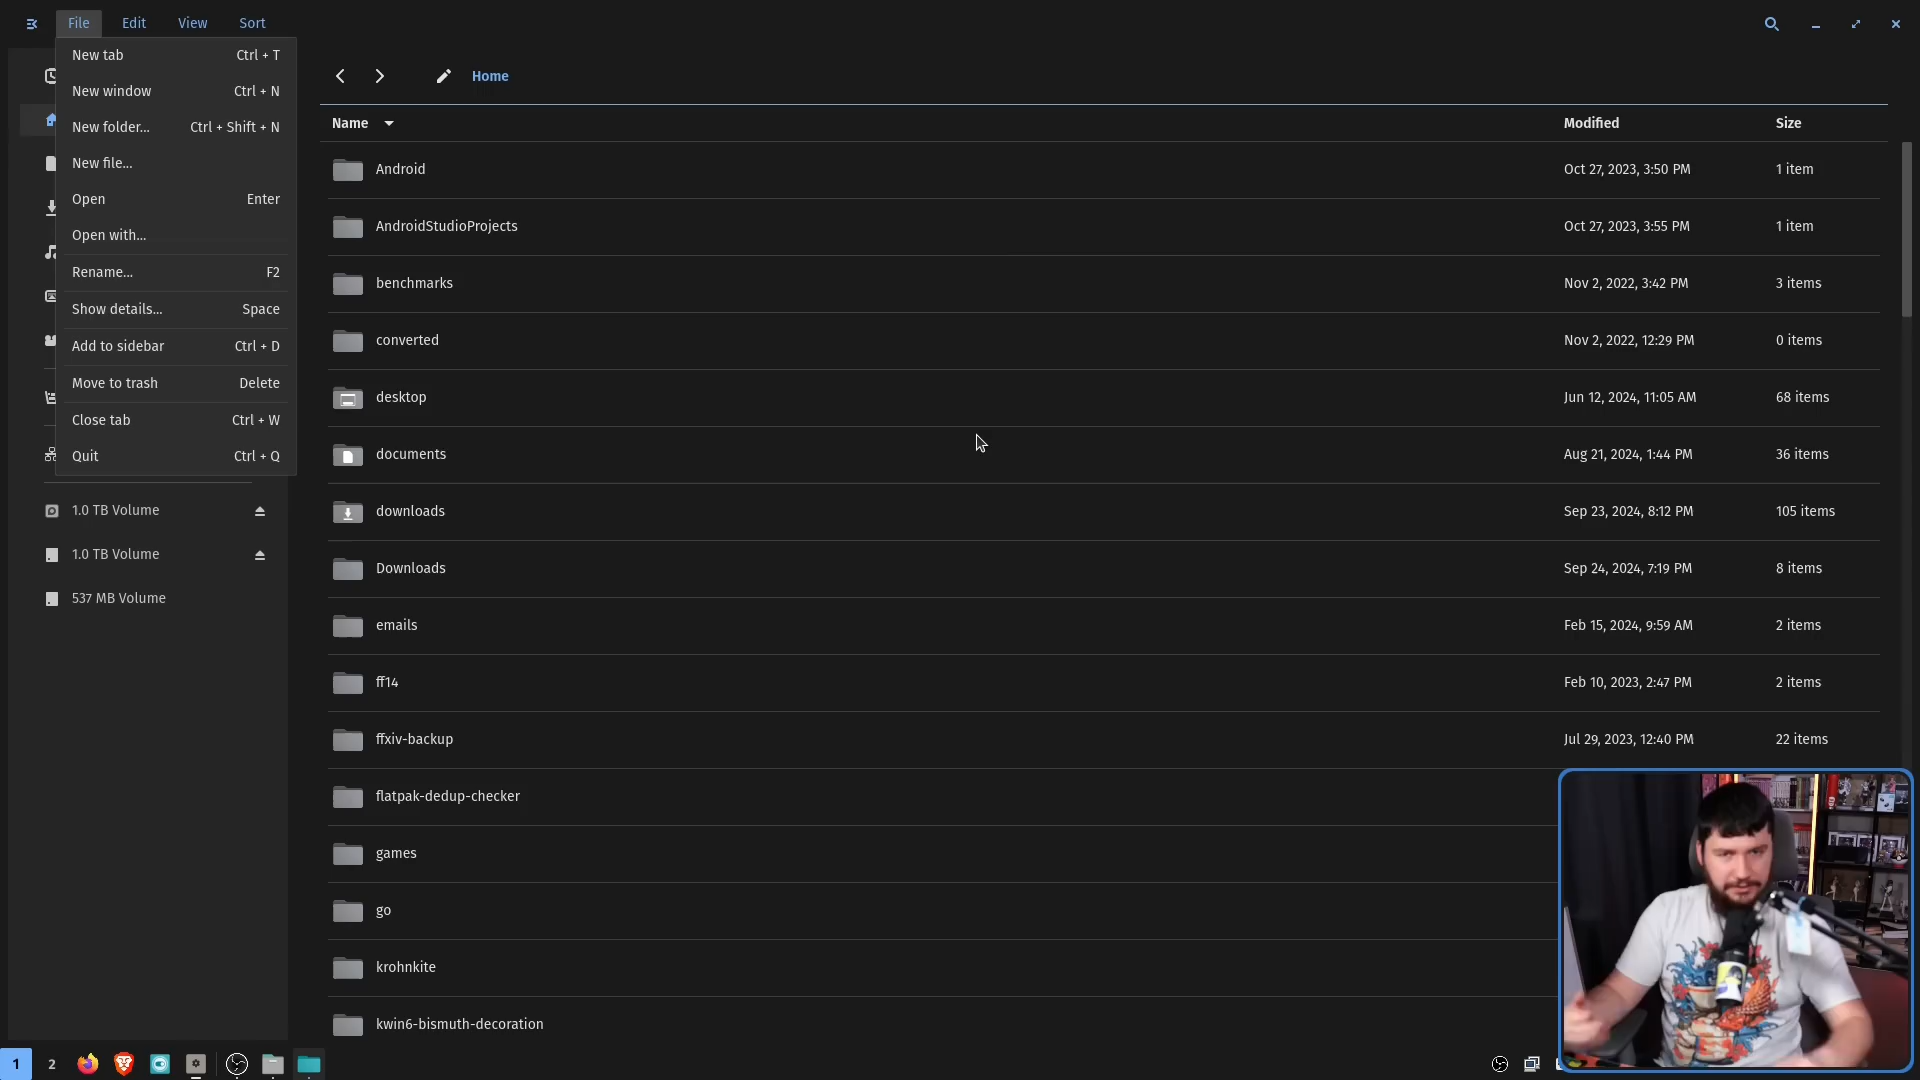 File Edit View Sort
New tab Ctrl + T
New window Ctrl + N
New folder... Ctrl + Shift + N
New file...
Open Enter
Open with...
Rename... F2
Show details... Space
Add to sidebar Ctrl + D
Move to trash Delete
Close tab Ctrl + W
Quit Ctrl + Q
1.0 TB Volume
1.0 TB Volume
537 MB Volume
Home
Name Modified Size
Android Oct 27, 2023, 3:50 PM 1 item
AndroidStudioProjects Oct 27, 2023, 3:55 PM 1 item
benchmarks Nov 2, 2022, 3:42 PM 3 items
converted Nov 2, 2022, 12:29 PM 0 items
desktop Jun 12, 2024, 11:05 AM 68 items
documents Aug 21, 2024, 1:44 PM 36 items
downloads Sep 23, 2024, 8:12 PM 105 items
Downloads Sep 24, 2024, 7:19 PM 8 items
emails Feb 15, 2024, 9:59 AM 2 items
ff14 Feb 10, 2023, 2:47 PM 2 items
ffxiv-backup Jul 29, 2023, 12:40 PM 22 items
flatpak-dedup-checker
games
go
krohnkite
kwin6-bismuth-decoration
1 2